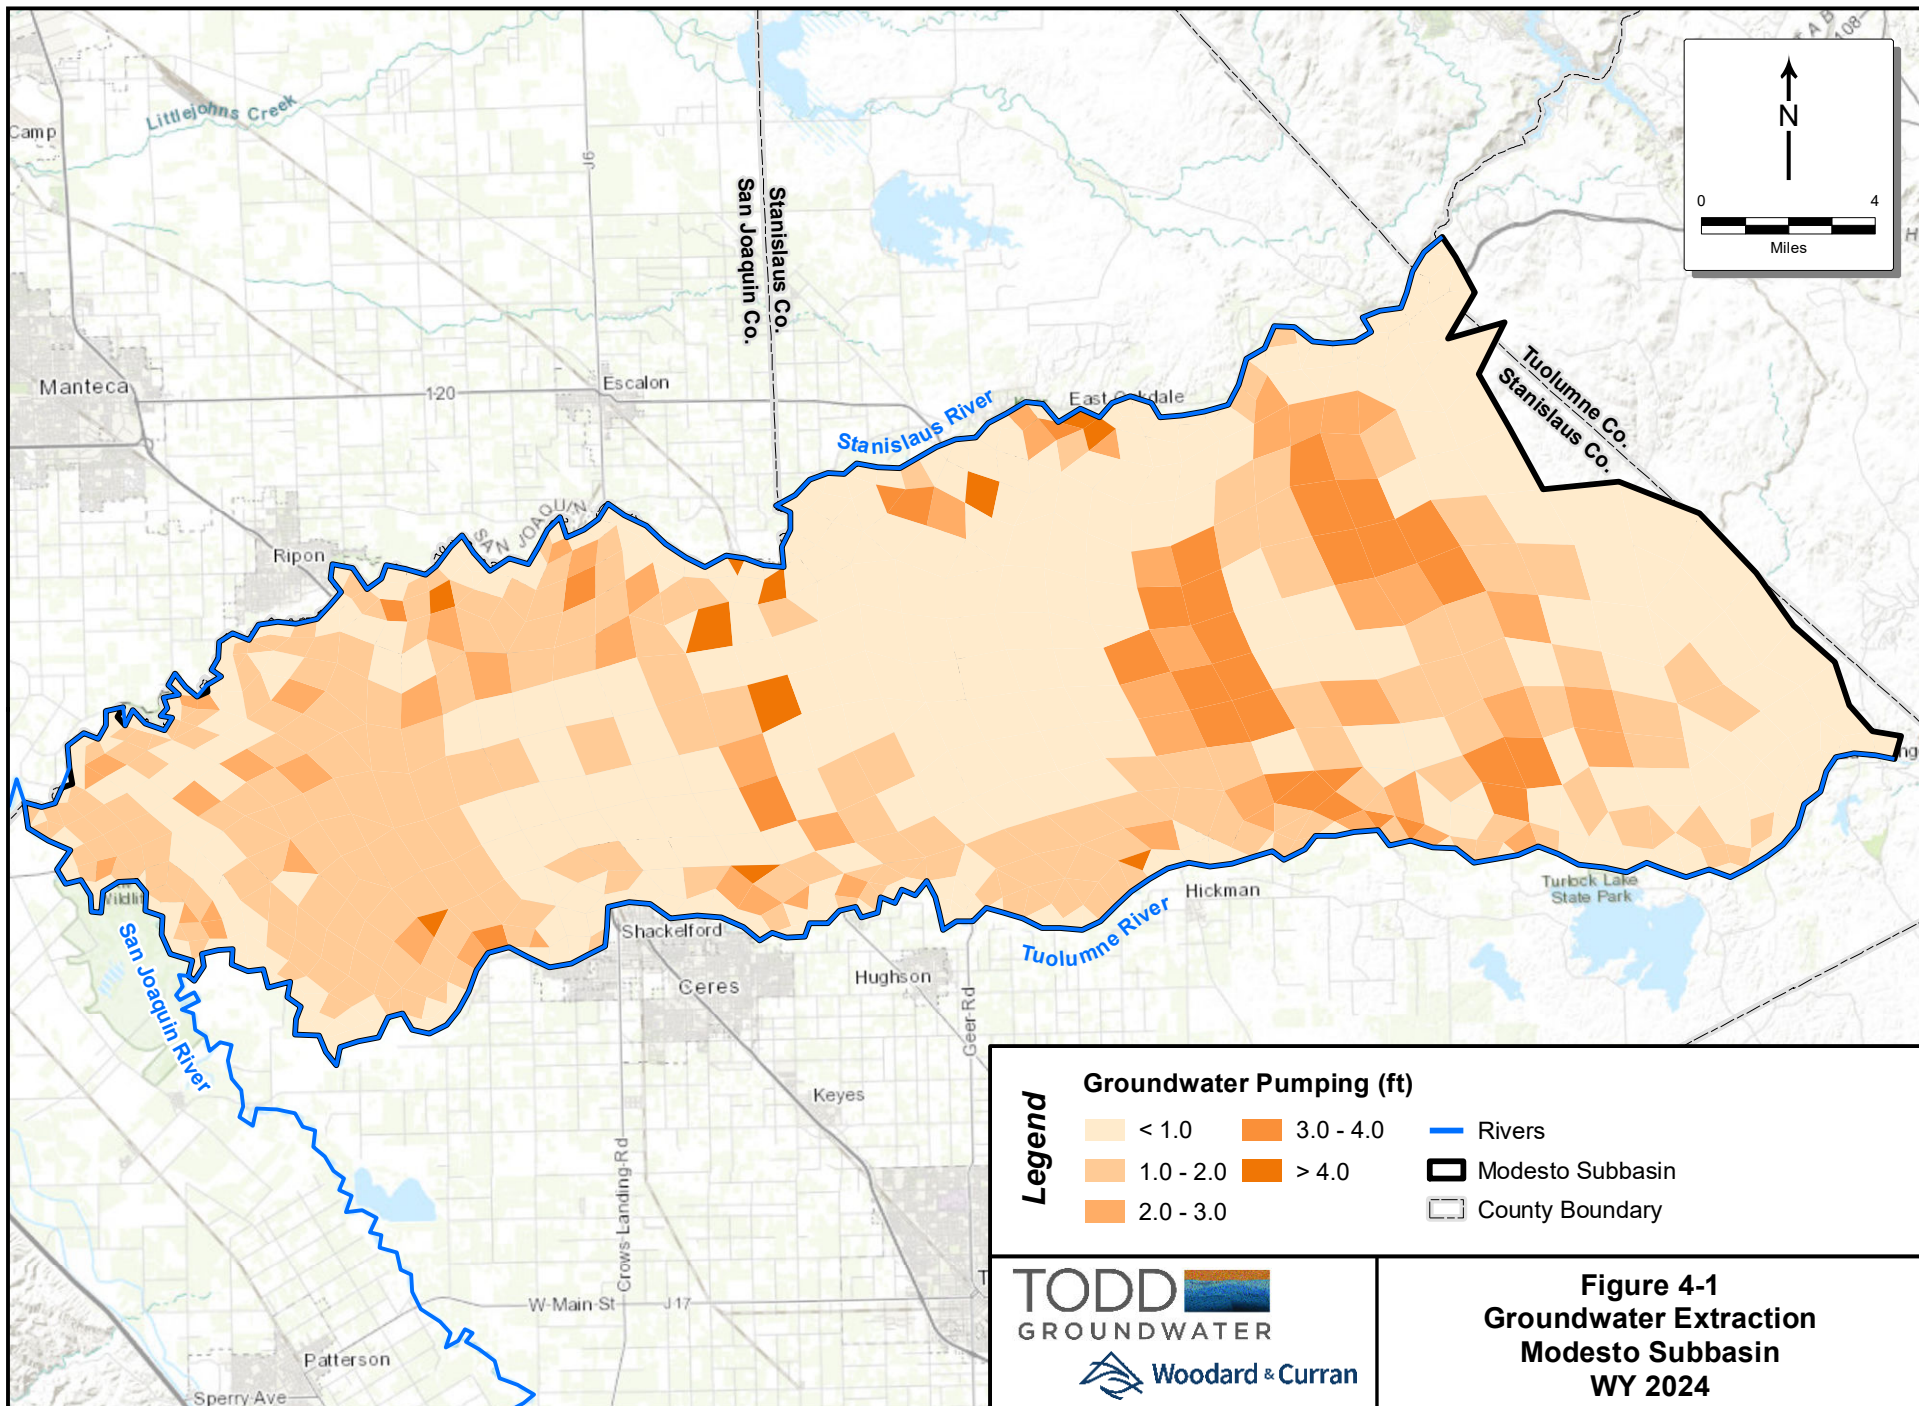 Littlejohns Creek
Camp
J6
108
N
0
4
Miles
Stanislaus Co.
San Joaquin Co.
Manteca
120
Escalon
Tuolumne Co.
Stanislaus Co.
Stanislaus River
East Oakdale
SAN JOAQUIN
Ripon
San Joaquin River
Shackelford
Ceres
Hughson
Geer-Rd
Tuolumne River
Hickman
Turlock Lake
State Park
Keyes
Crows-Landing-Rd
W-Main-St
J17
Patterson
Sperry Ave
Legend
Groundwater Pumping (ft)
< 1.0
1.0 - 2.0
2.0 - 3.0
3.0 - 4.0
> 4.0
Rivers
Modesto Subbasin
County Boundary
TODD
GROUNDWATER
Woodard & Curran
Figure 4-1
Groundwater Extraction
Modesto Subbasin
WY 2024